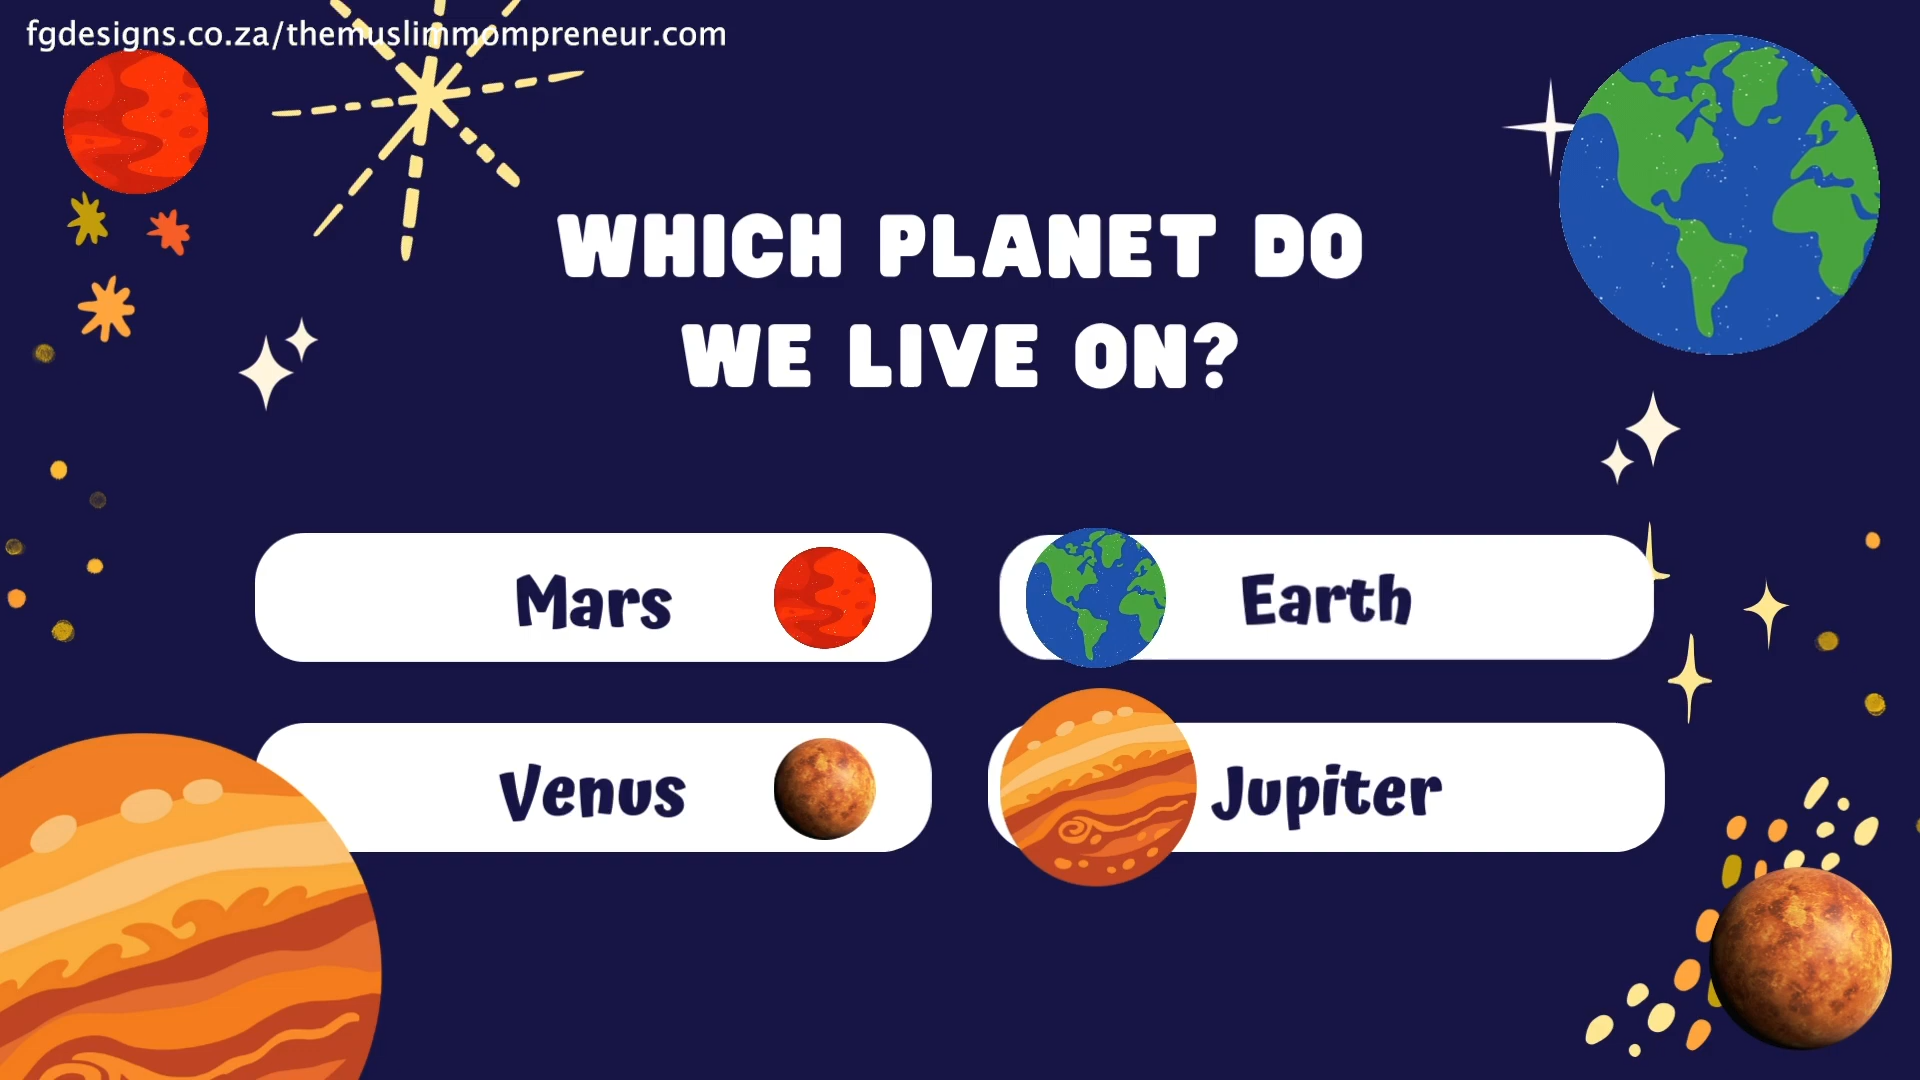 fgdesigns.co.za/themuslimmompreneur.com
WHICH PLANET DO
WE LIVE ON?
Mars
Earth
Venus
Jupiter